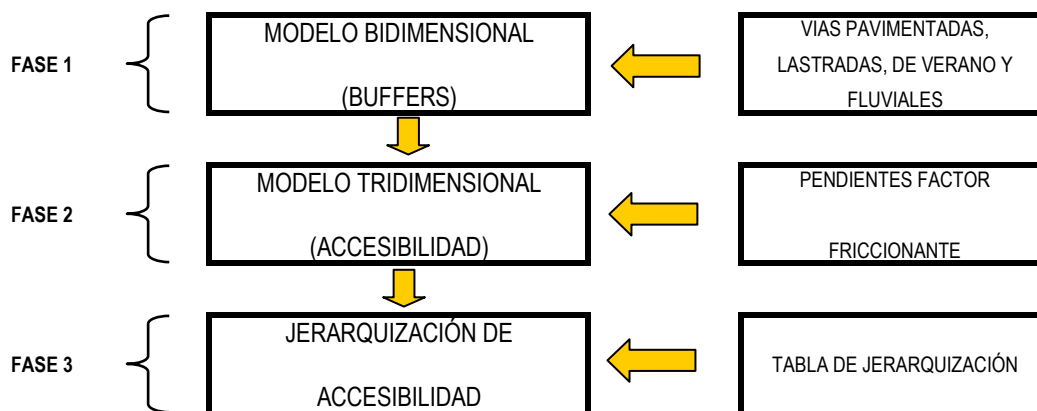 FASE 1
MODELO BIDIMENSIONAL
(BUFFERS)
VIAS PAVIMENTADAS,
LASTRADAS, DE VERANO Y
FLUVIALES
FASE 2
MODELO TRIDIMENSIONAL
(ACCESIBILIDAD)
PENDIENTES FACTOR
FRICCIONANTE
FASE 3
JERARQUIZACIÓN DE
ACCESIBILIDAD
TABLA DE JERARQUIZACIÓN